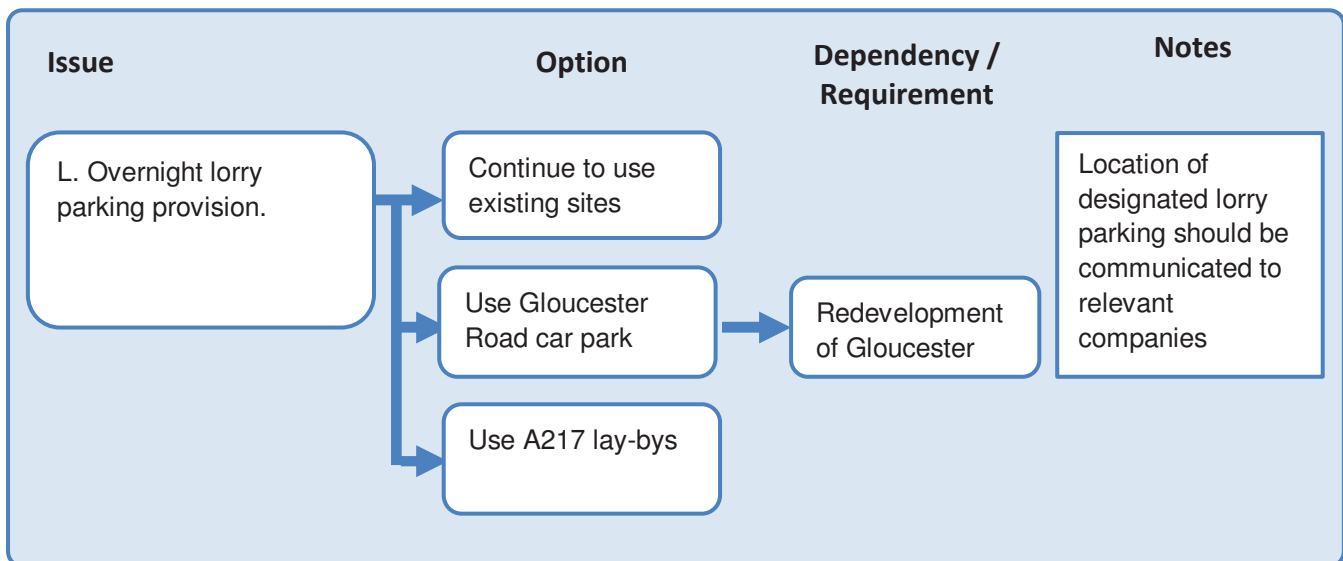 Issue
Option
Dependency /
Requirement
Notes
L. Overnight lorry
parking provision.
Continue to use
existing sites
Use Gloucester
Road car park
Use A217 lay-bys
Redevelopment
of Gloucester
Location of
designated lorry
parking should be
communicated to
relevant
companies